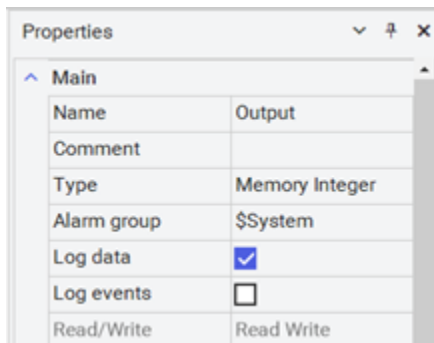 Properties
Main
Name Output
Comment
Type Memory Integer
Alarm group $System
Log data
Log events
Read/Write Read Write